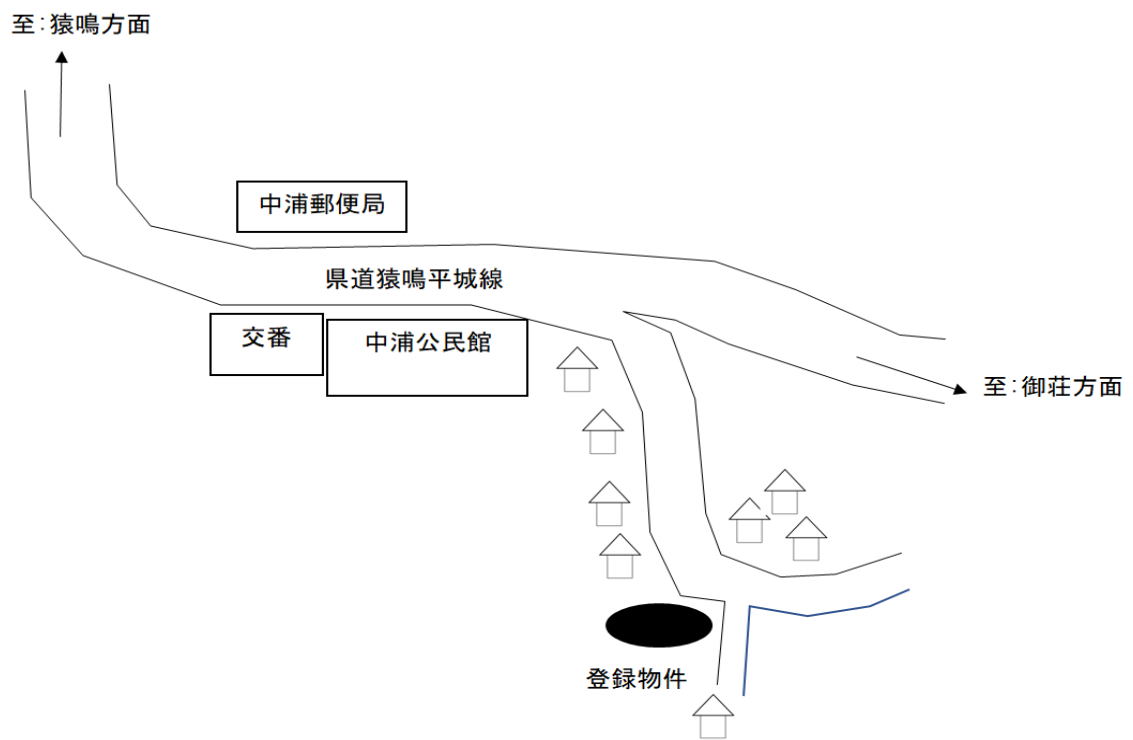 至：猿鳴方面
中浦郵便局
県道猿鳴平城線
交番
中浦公民館
至：御荘方面
登録物件